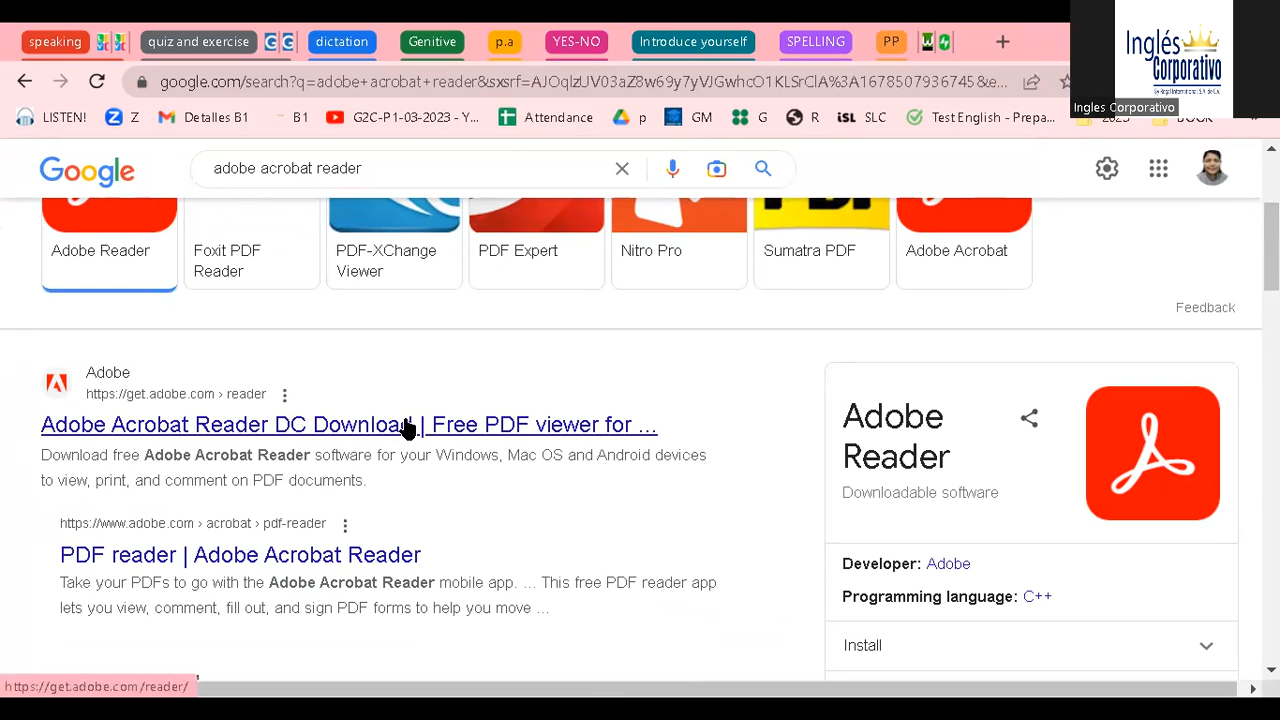 speaking quiz and exercise dictation Genitive p.a YES-NO Introduce yourself SPELLING PP
Inglés
Corporativo
google.com/search?q=adobe+acrobat+reader&sxsrf=AJOqlzUV03aZ8w69y7yVJGwhcO1KLSrClA%3A1678507936745&e...
Ingles Corporativo
LISTEN! Z Detalles B1 B1 G2C-P1-03-2023 - Y... Attendance p GM G R iSL SLC Test English - Prepa...
Google adobe acrobat reader
Adobe Reader
Foxit PDF
Reader
PDF-XChange
Viewer
PDF Expert
Nitro Pro
Sumatra PDF
Adobe Acrobat
Feedback
Adobe
https://get.adobe.com › reader
Adobe Acrobat Reader DC Download | Free PDF viewer for ...
Download free Adobe Acrobat Reader software for your Windows, Mac OS and Android devices
to view, print, and comment on PDF documents.
https://www.adobe.com › acrobat › pdf-reader
PDF reader | Adobe Acrobat Reader
Take your PDFs to go with the Adobe Acrobat Reader mobile app. ... This free PDF reader app
lets you view, comment, fill out, and sign PDF forms to help you move ...
Adobe
Reader
Downloadable software
Developer: Adobe
Programming language: C++
Install
https://get.adobe.com/reader/